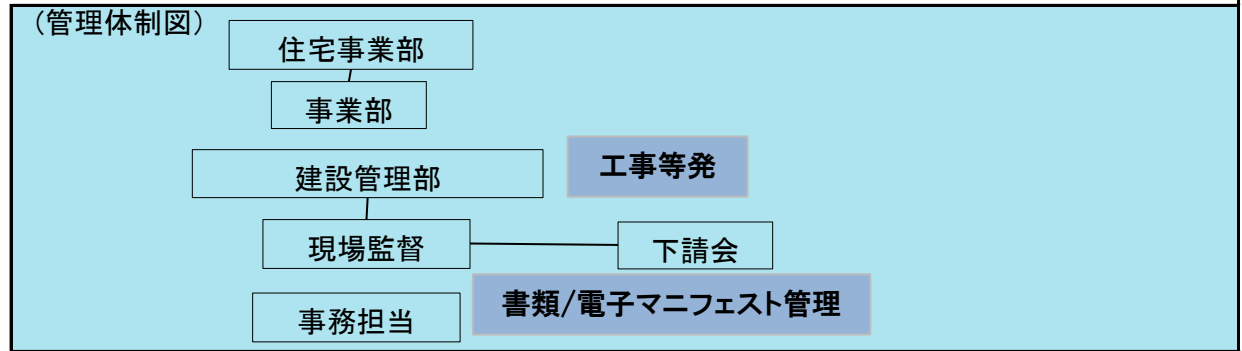 （管理体制図）
住宅事業部
事業部
建設管理部
工事等発
現場監督
下請会
書類/電子マニフェスト管理
事務担当